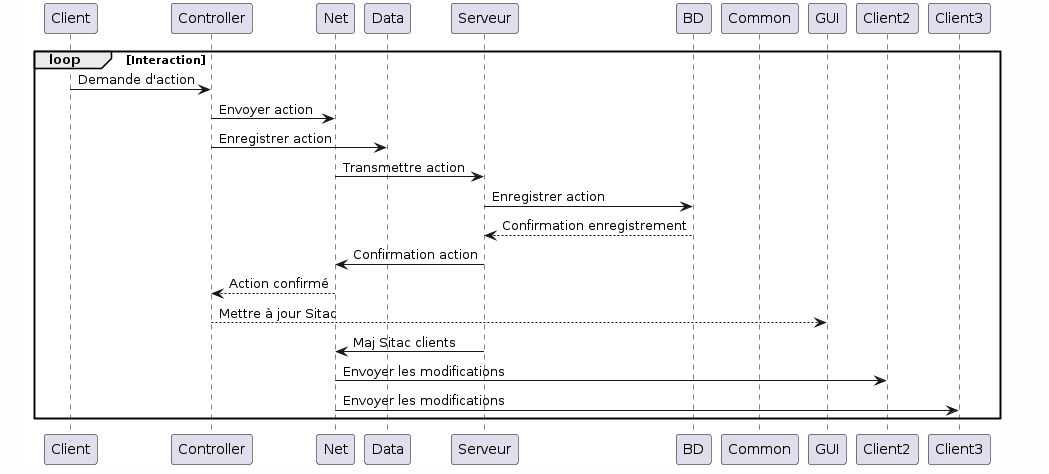 Client Controller Net Data Serveur BD Common GUI Client2 Client3
loop [Interaction]
Demande d'action
Envoyer action
Enregistrer action
Transmettre action
Enregistrer action
Confirmation enregistrement
Confirmation action
Action confirmé
Mettre à jour Sitac
Maj Sitac clients
Envoyer les modifications
Envoyer les modifications
Client Controller Net Data Serveur BD Common GUI Client2 Client3